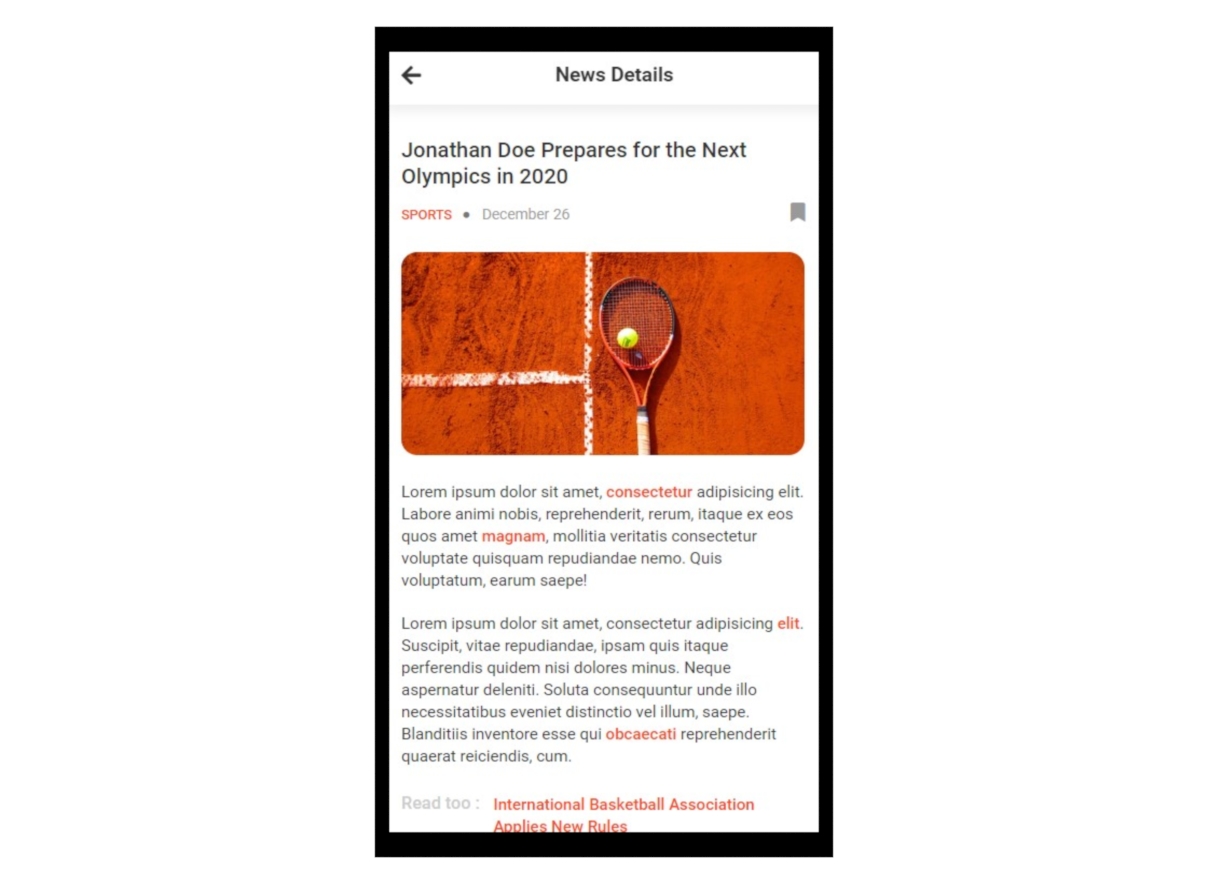 News Details
Jonathan Doe Prepares for the Next
Olympics in 2020
SPORTS • December 26
Lorem ipsum dolor sit amet, consectetur adipisicing elit.
Labore animi nobis, reprehenderit, rerum, itaque ex eos
quos amet magnam, mollitia veritatis consectetur
voluptate quisquam repudiandae nemo. Quis
voluptatum, earum saepe!
Lorem ipsum dolor sit amet, consectetur adipisicing elit.
Suscipit, vitae repudiandae, ipsam quis itaque
perferendis quidem nisi dolores minus. Neque
aspernatur deleniti. Soluta consequuntur unde illo
necessitatibus eveniet distinctio vel illum, saepe.
Blanditiis inventore esse qui obcaecati reprehenderit
quaerat reiciendis, cum.
Read too : International Basketball Association
Applies New Rules